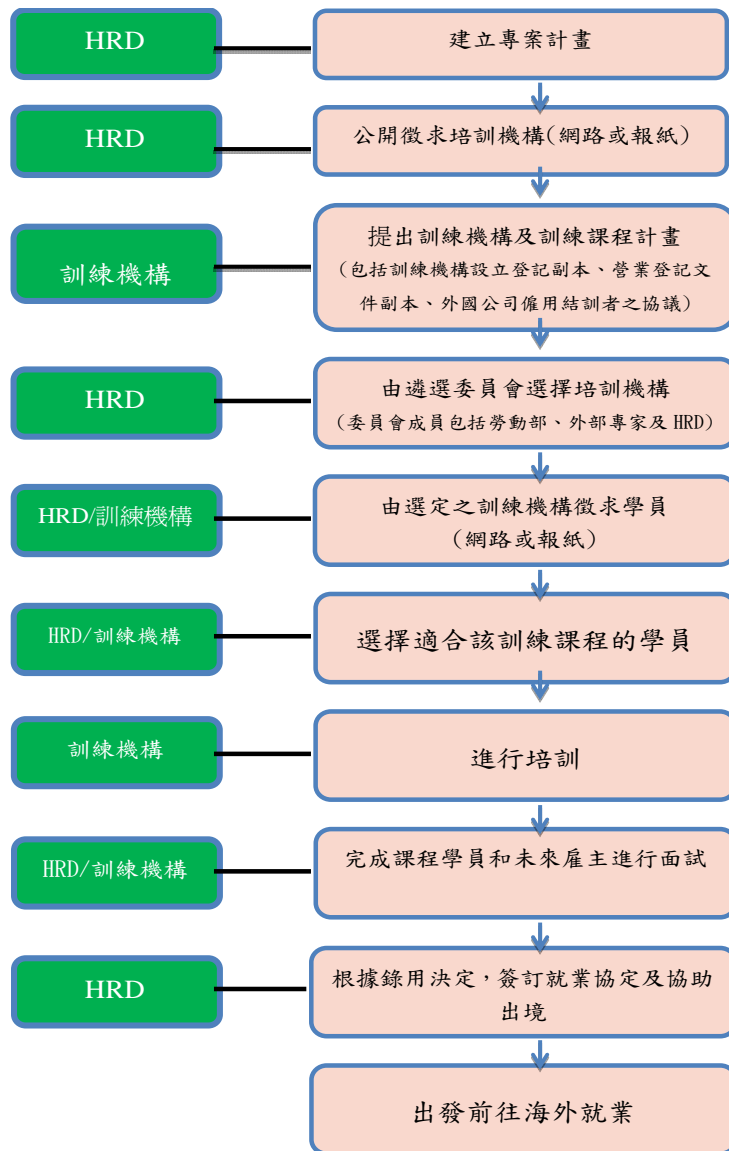 HRD
建立專案計畫
HRD
公開徵求培訓機構(網路或報紙)
訓練機構
提出訓練機構及訓練課程計畫
(包括訓練機構設立登記副本、營業登記文
件副本、外國公司僱用結訓者之協議)
HRD
由遴選委員會選擇培訓機構
(委員會成員包括勞動部、外部專家及HRD)
HRD/訓練機構
由選定之訓練機構徵求學員
(網路或報紙)
HRD/訓練機構
選擇適合該訓練課程的學員
訓練機構
進行培訓
HRD/訓練機構
完成課程學員和未來雇主進行面試
HRD
根據錄用決定，簽訂就業協定及協助
出境
出發前往海外就業